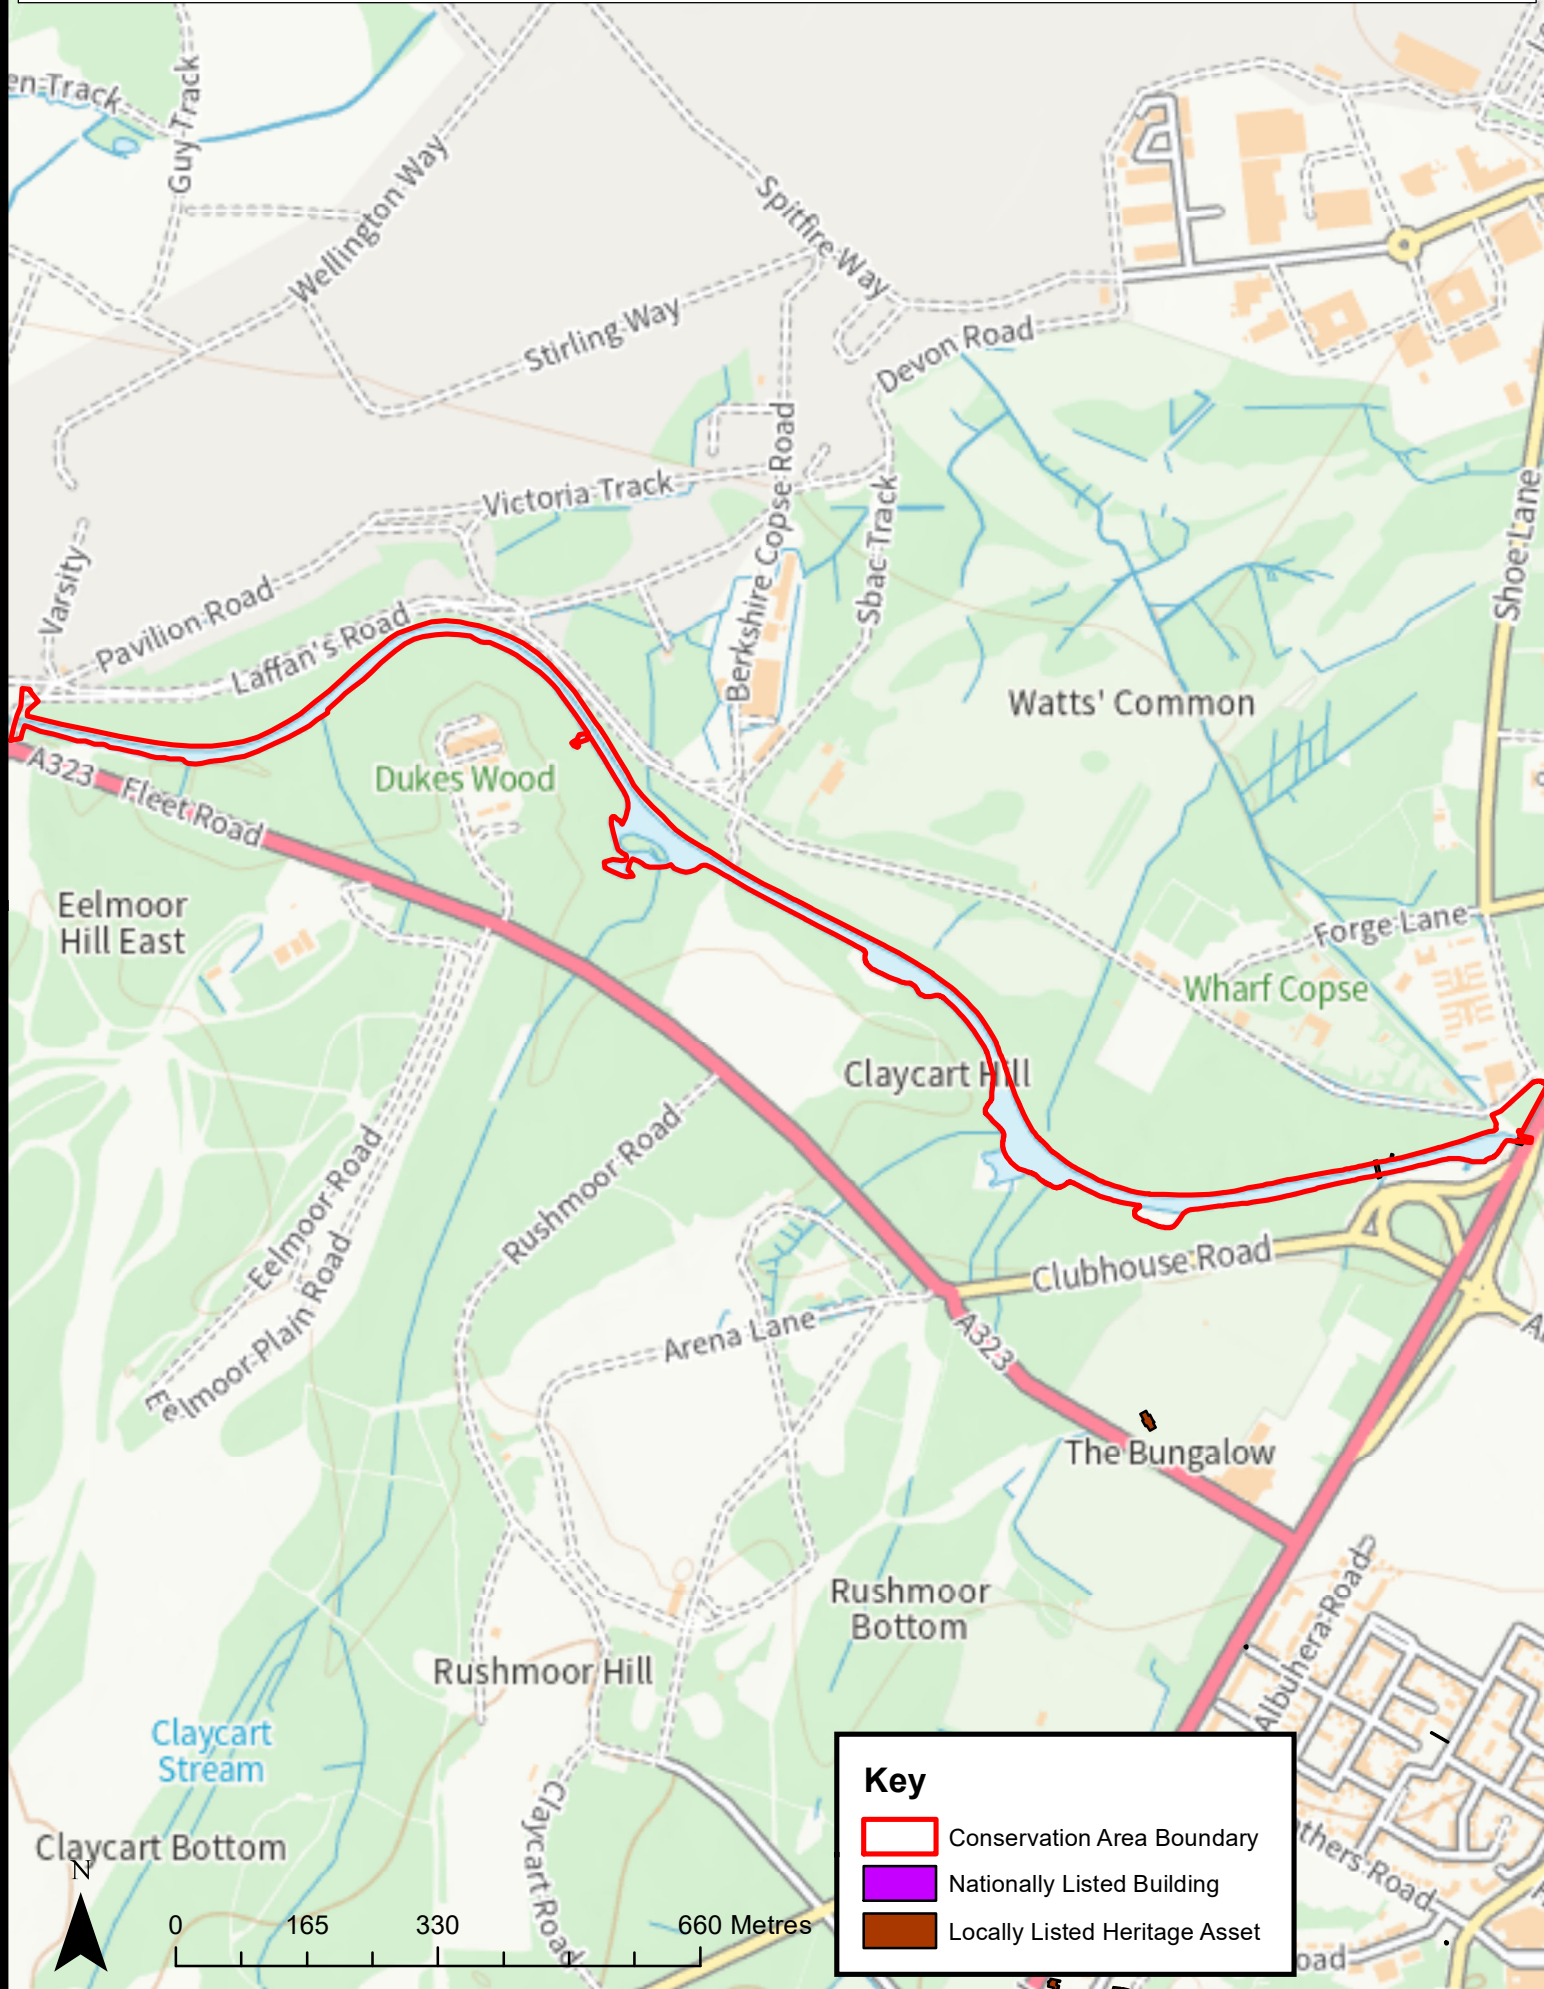 en Track
Guy Track
Wellington Way
Spitfire Way
Stirling Way
Devon Road
Victoria Track
Berkshire Copse Road
Sbac Track
Shoe Lane
Varsity
Pavilion Road
Laffan's Road
Watts' Common
Dukes Wood
A323
Fleet Road
Eelmoor
Hill East
Forge Lane
Wharf Copse
Claycart Hill
Rushmoor Road
Eelmoor Road
Eelmoor Plain Road
Clubhouse Road
Arena Lane
A323
The Bungalow
Rushmoor
Bottom
Albuhera Road
Rushmoor Hill
Claycart
Stream
Claycart Road
Claycart Bottom
athers Road
oad
N
0 165 330 660 Metres
Key
Conservation Area Boundary
Nationally Listed Building
Locally Listed Heritage Asset